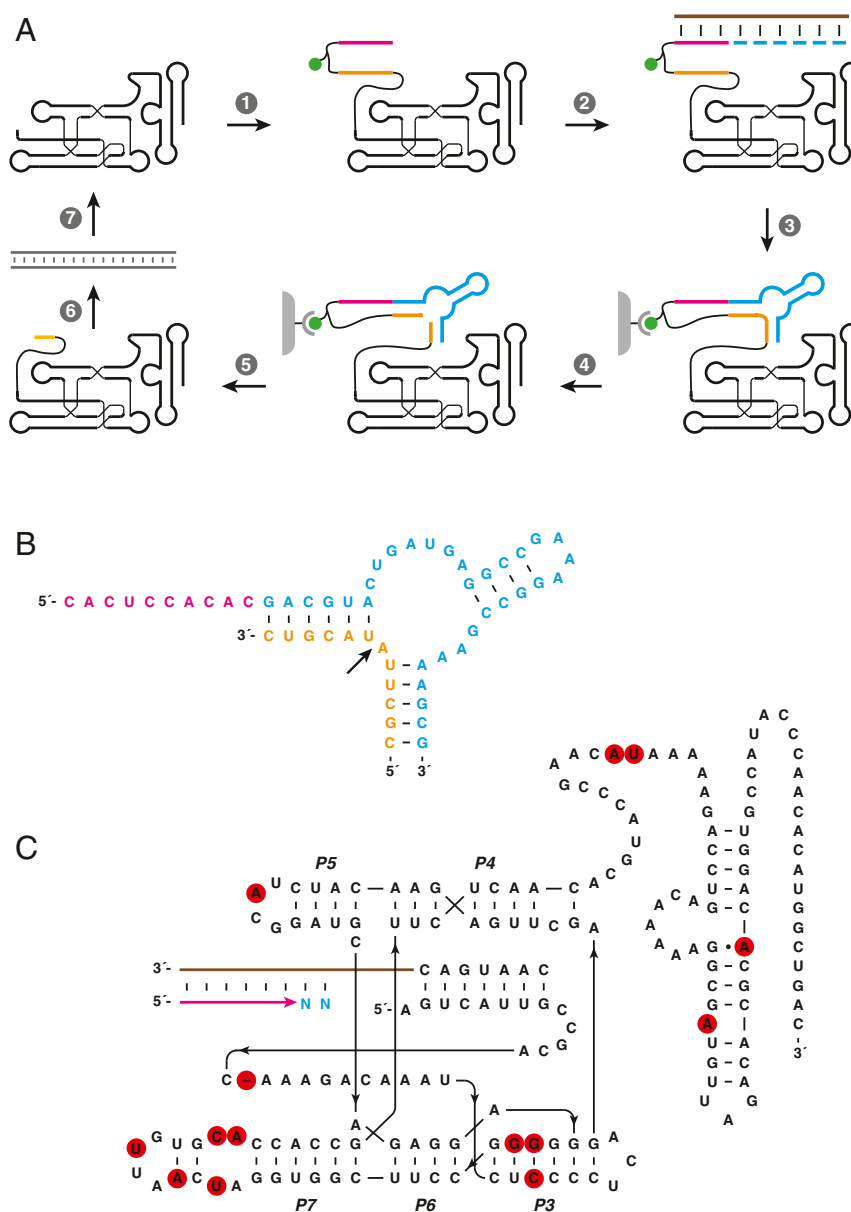 A
1
2
3
4
5
6
7
B
5´- C A C U C C A C A C G A C G U A C U G A U G A G G C C G A A A G G C C G A A A
3´- C U G C A U A
U – A
U – A
C – G
G – C
C – G
5´ 3´
C
P5 P4
A U C U A C – A A G U C A A – C A C G U A C C C G A A C A U A A A A
C G G A U G U U C A G U U C G A
C
3´- C A G U A A C
5´- N N A G U C A U U G C C G A C
C – A A A G A C A A A U
A A
U G U G C A C C A C C G G A G G G G G G G A C
U A A C U A G G U G G C – U U C C C U C C C C U
P7 P6 P3
A G A C C U G A C A A A A G G C G A U G U U A G A C A
C G C A C A G G U G C C A U A C C C A A C A C A U G G C U G A C
3´